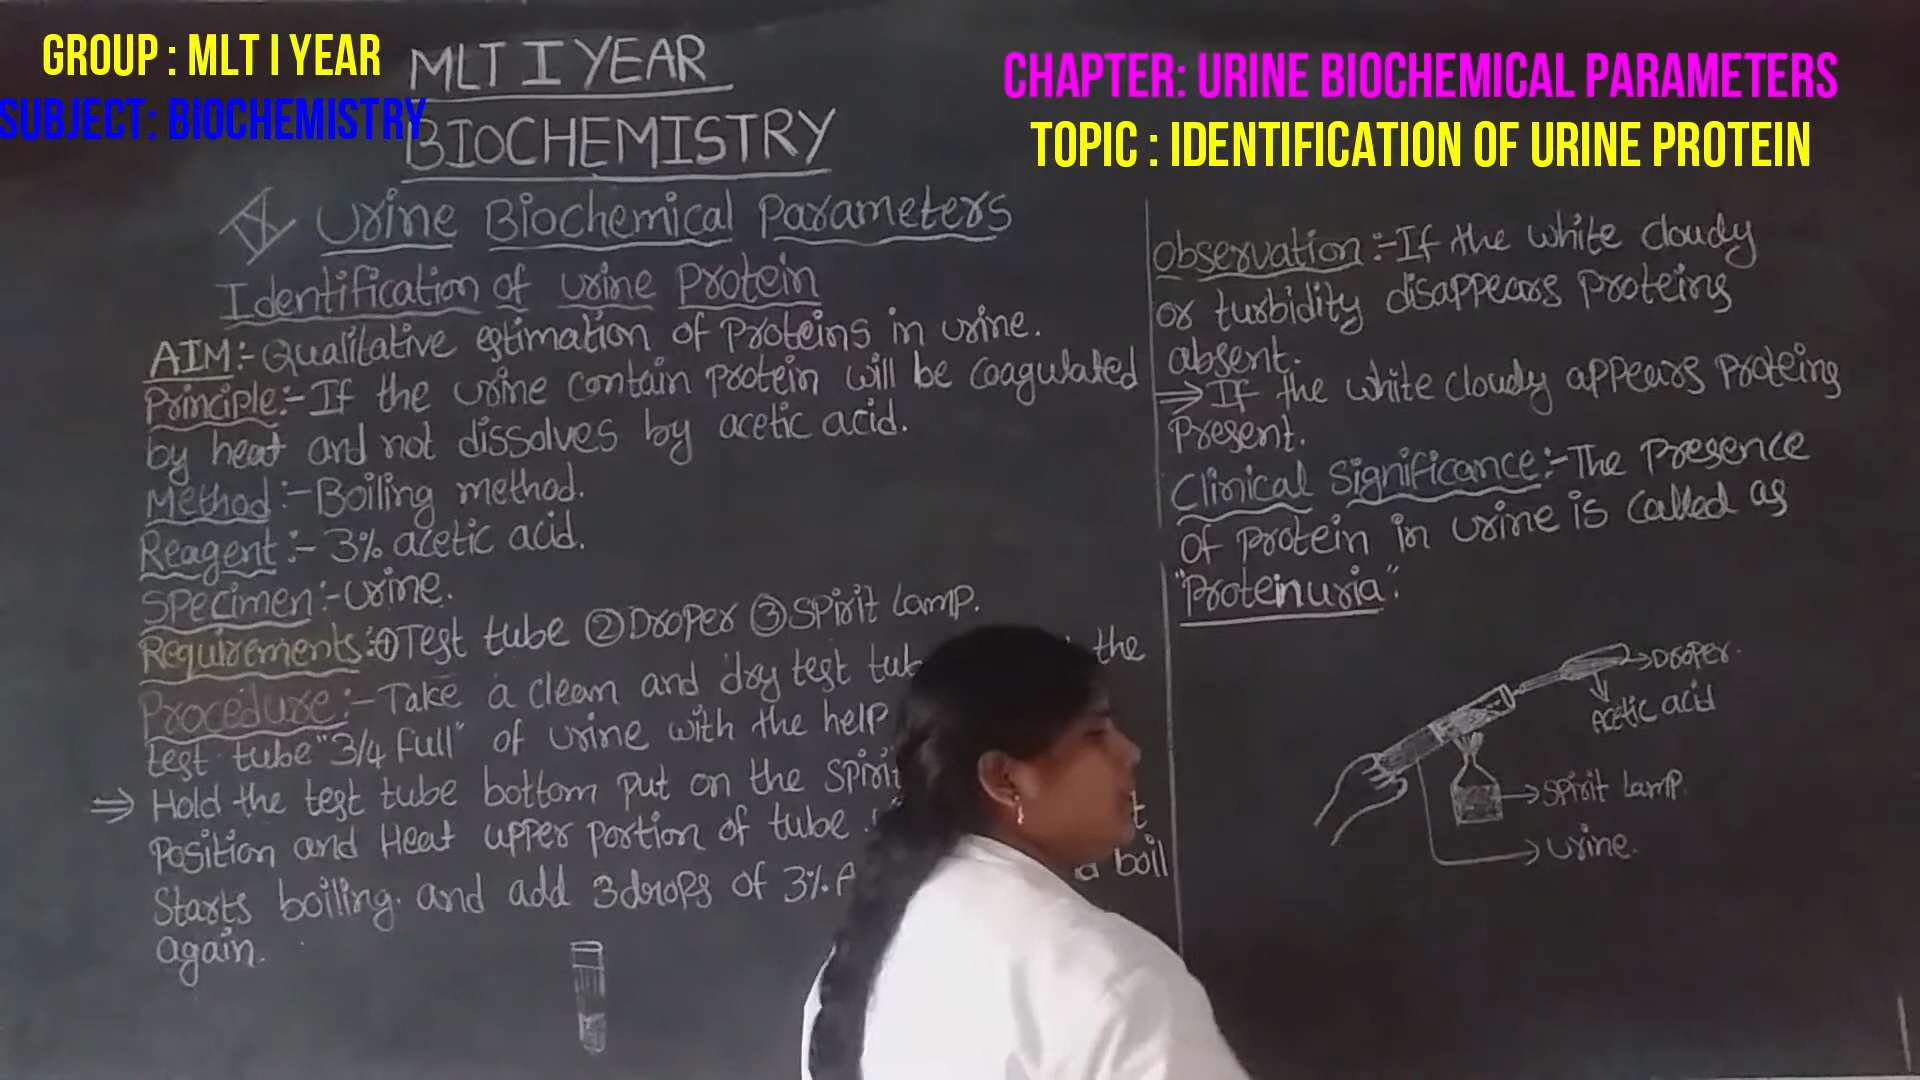 GROUP : MLT I YEAR
SUBJECT: BIOCHEMISTRY
CHAPTER: URINE BIOCHEMICAL PARAMETERS
TOPIC : IDENTIFICATION OF URINE PROTEIN
MLT I YEAR
BIOCHEMISTRY
IX Urine Biochemical Parameters
Identification of urine Protein
AIM:- Qualitative estimation of Proteins in urine.
Principle:- If the urine contain protein will be coagulated
by heat and not dissolves by acetic acid.
Method:- Boiling method.
Reagent:- 3% acetic acid.
Specimen:- urine.
Requirements:- ① Test tube ② Droper ③ Spirit Lamp.
Procedure:- Take a clean and dry test the
test tube "3/4 full" of urine with the help
⇒ Hold the test tube bottom put on the
Position and Heat upper portion of tube
Starts boiling. and add 3 drops of 3% boil
again.
Observation:- If the white cloudy
or turbidity disappears proteins
absent.
⇒ If the white cloudy appears Proteins
Present.
Clinical Significance:- The Presence
of protein in urine is called as
"Proteinuria".
→ Droper.
Acetic acid
→ Spirit Lamp.
→ urine.